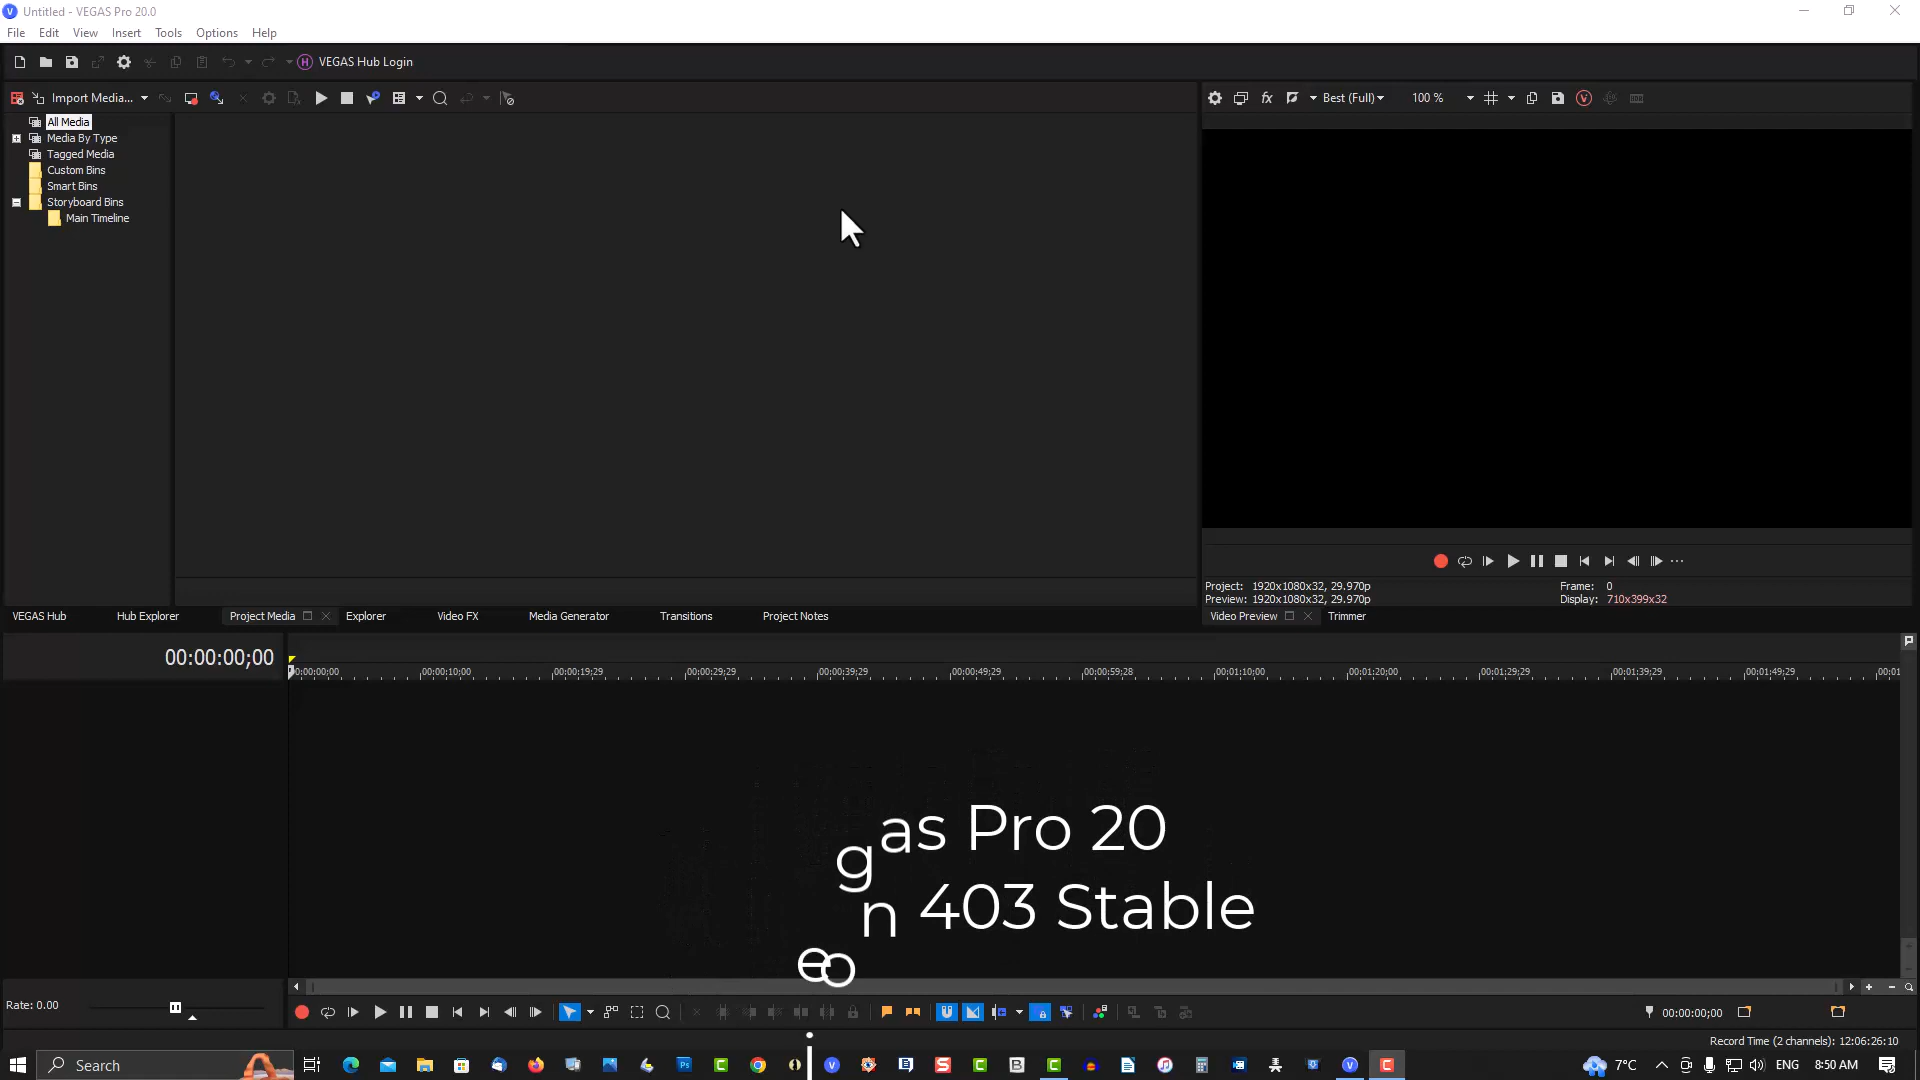 Untitled - VEGAS Pro 20.0
File Edit View Insert Tools Options Help
VEGAS Hub Login
Import Media...
Best (Full)
100 %
All Media
Media By Type
Tagged Media
Custom Bins
Smart Bins
Storyboard Bins
Main Timeline
Project: 1920x1080x32, 29.970p
Frame: 0
Preview: 1920x1080x32, 29.970p
Display: 710x399x32
VEGAS Hub
Hub Explorer
Project Media
Explorer
Video FX
Media Generator
Transitions
Project Notes
Video Preview
Trimmer
00:00:00;00
00:00:00;00 00:00:10;00 00:00:19;29 00:00:29;29 00:00:39;29 00:00:49;29 00:00:59;28 00:01:10;00 00:01:20;00 00:01:29;29 00:01:39;29 00:01:49;29 00:01
as Pro 20
g
n 403 Stable
eo
Rate: 0.00
00:00:00;00
Record Time (2 channels): 12:06:26:10
Search
7°C
ENG
8:50 AM